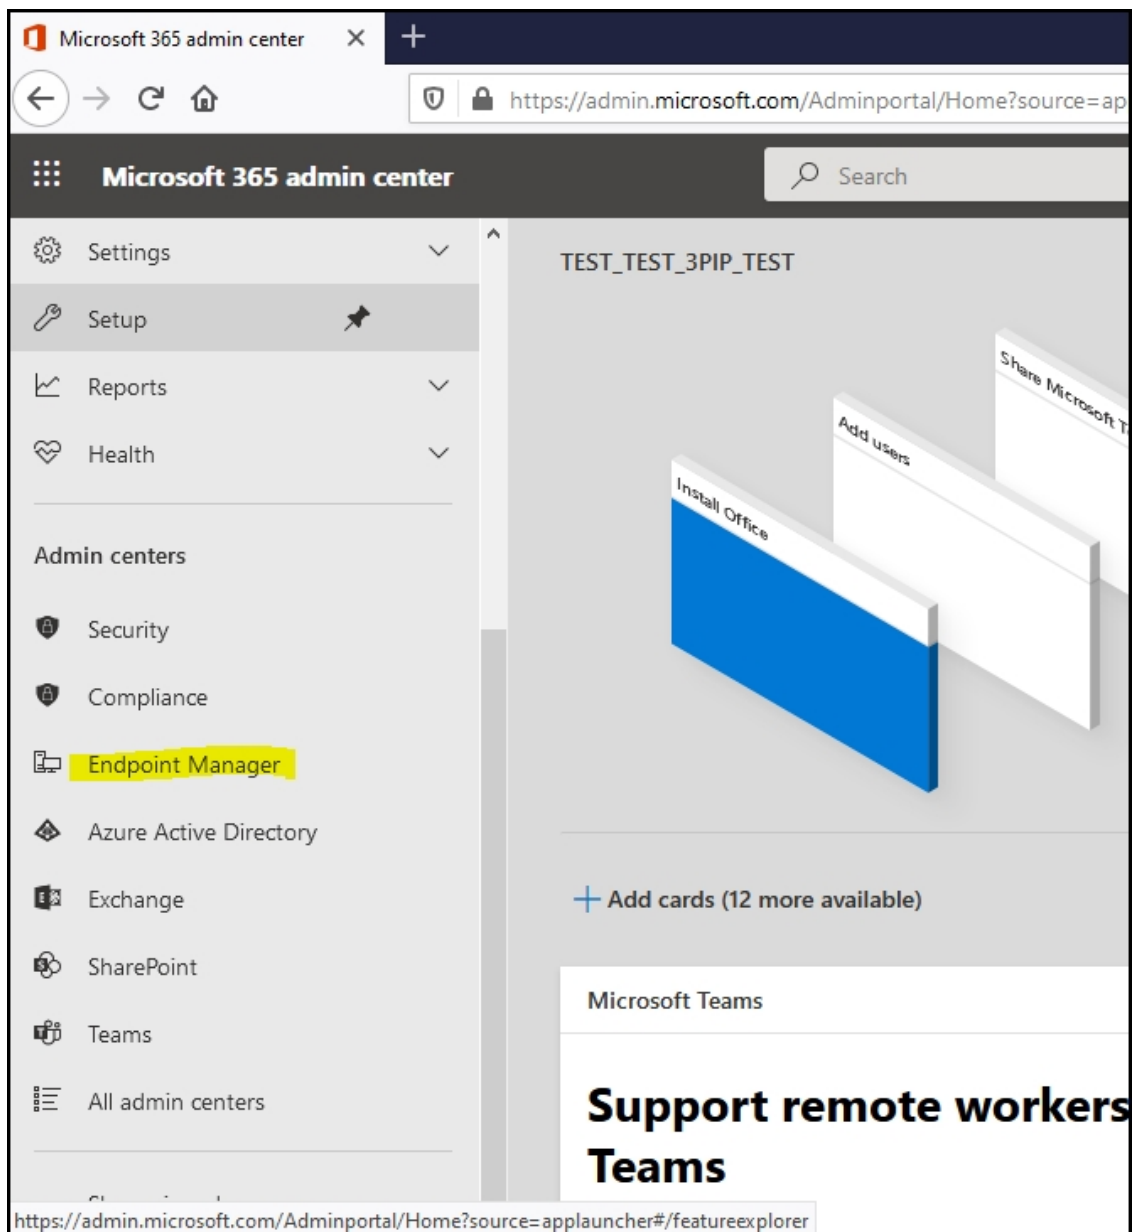 Microsoft 365 admin center
https://admin.microsoft.com/Adminportal/Home?source=ap
Microsoft 365 admin center
Search
Settings
Setup
Reports
Health
Admin centers
Security
Compliance
Endpoint Manager
Azure Active Directory
Exchange
SharePoint
Teams
All admin centers
TEST_TEST_3PIP_TEST
Share Microsoft T
Add users
Install Office
Add cards (12 more available)
Microsoft Teams
Support remote workers
Teams
https://admin.microsoft.com/Adminportal/Home?source=applauncher#/featureexplorer